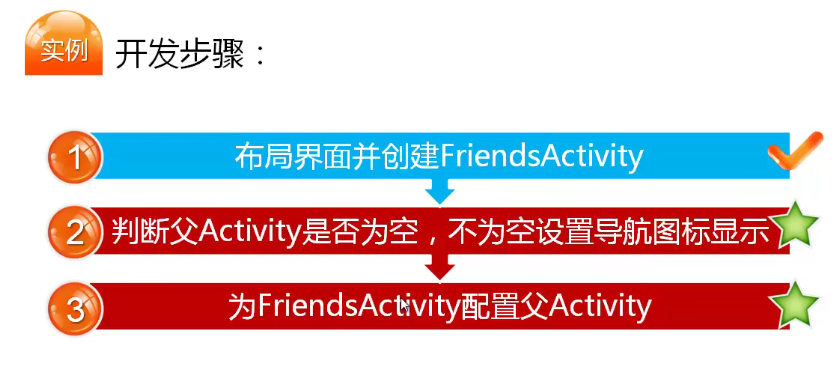 实例
开发步骤：
1 布局界面并创建FriendsActivity
2 判断父Activity是否为空，不为空设置导航图标显示
3 为FriendsActivity配置父Activity